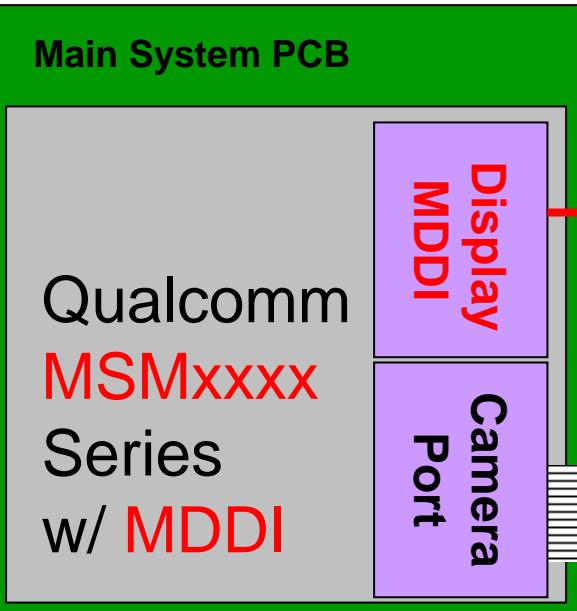 Main System PCB
Qualcomm
MSMxxxx
Series
w/ MDDI
Display
MDDI
Camera
Port